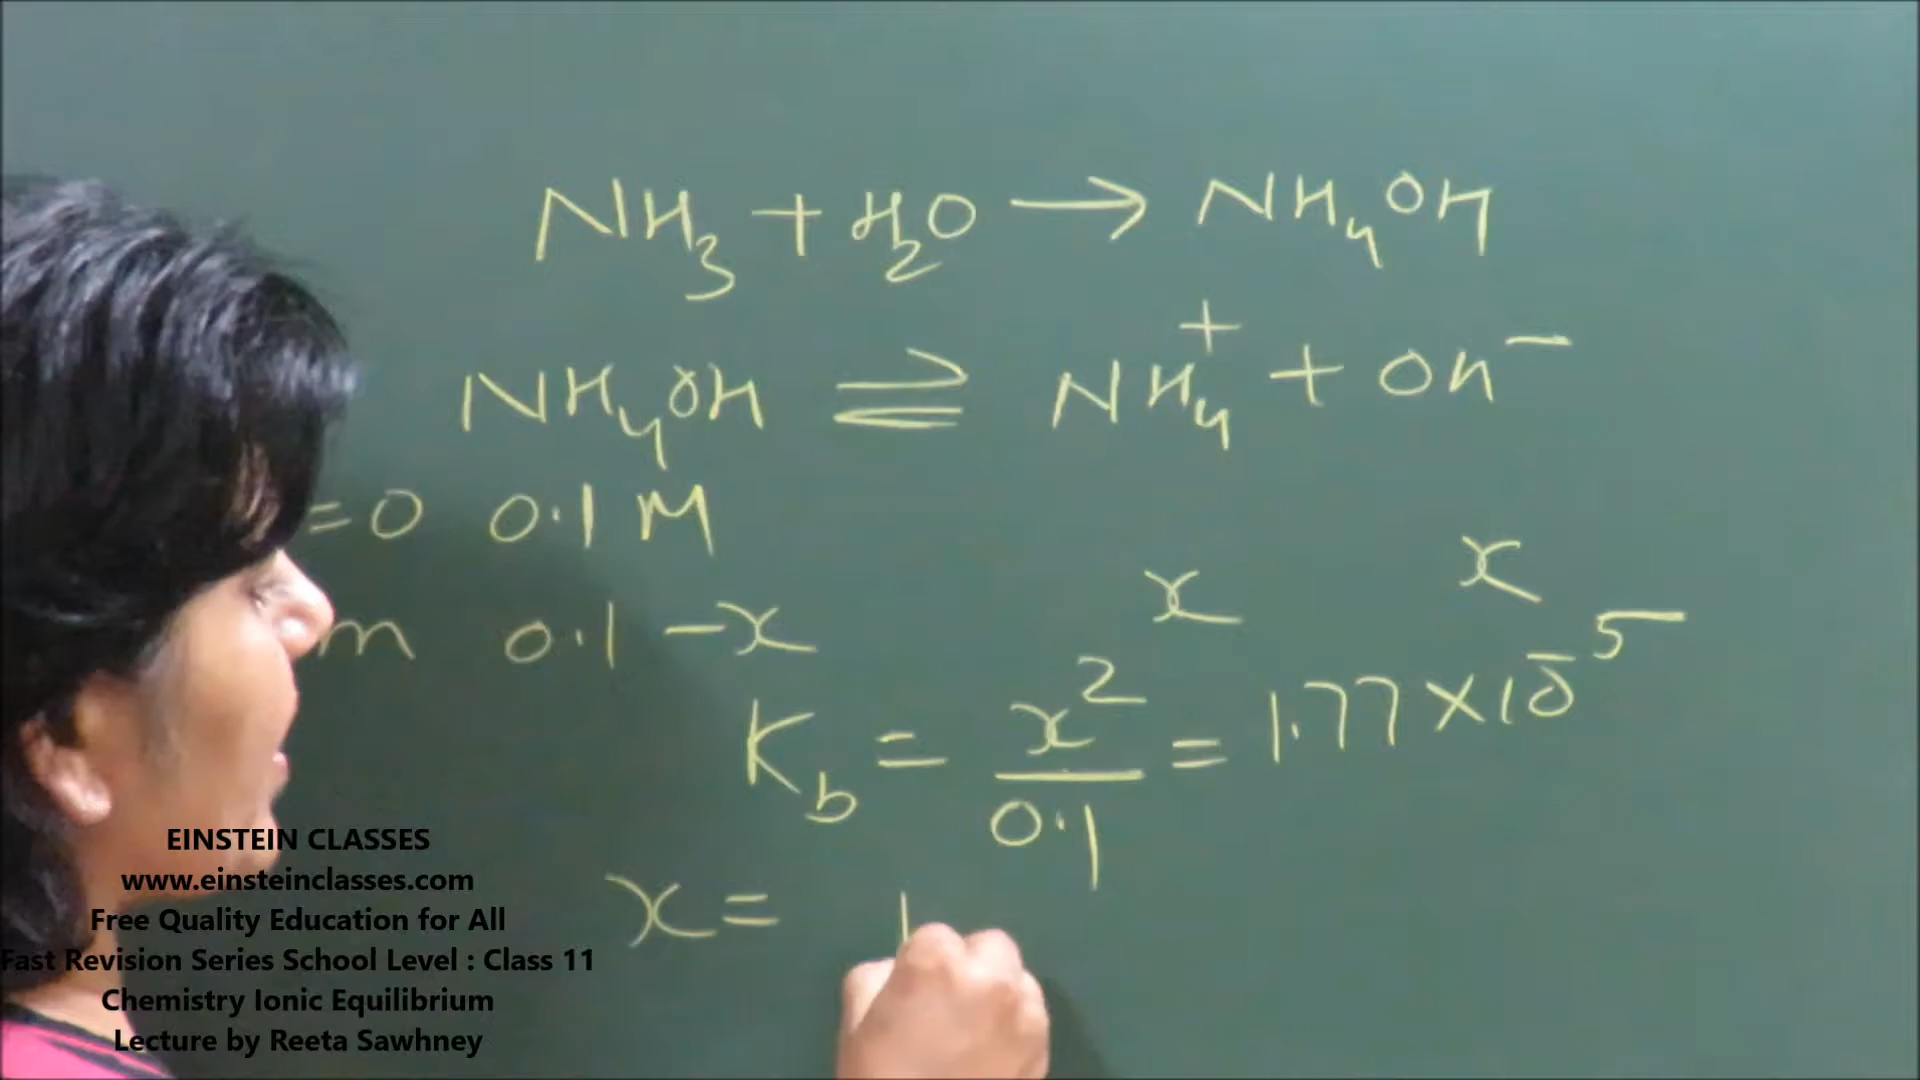 NH₃ + H₂O → NH₄OH
NH₄OH ⇌ NH₄⁺ + OH⁻
=0 0.1 M
m 0.1 - x x x
K_b = x²/0.1 = 1.77 × 10⁻⁵
x = 1
EINSTEIN CLASSES
www.einsteinclasses.com
Free Quality Education for All
Fast Revision Series School Level : Class 11
Chemistry Ionic Equilibrium
Lecture by Reeta Sawhney